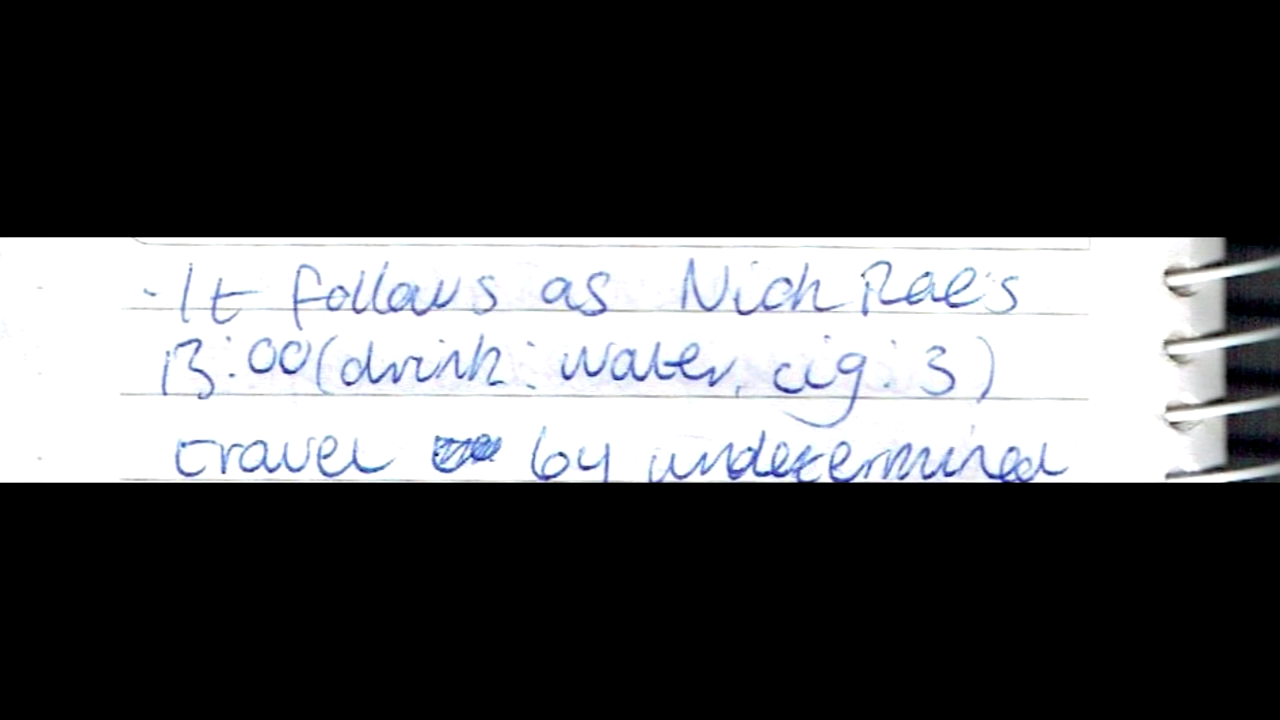 · It follows as Nick Rae's
13:00 (drink: water, cig: 3)
travel by undetermined